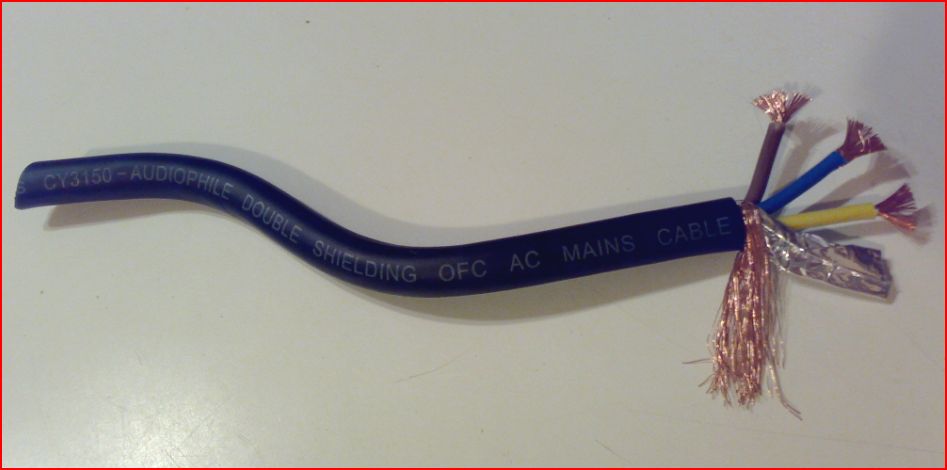 S CY3150-AUDIOPHILE DOUBLE SHIELDING OFC AC MAINS CABLE